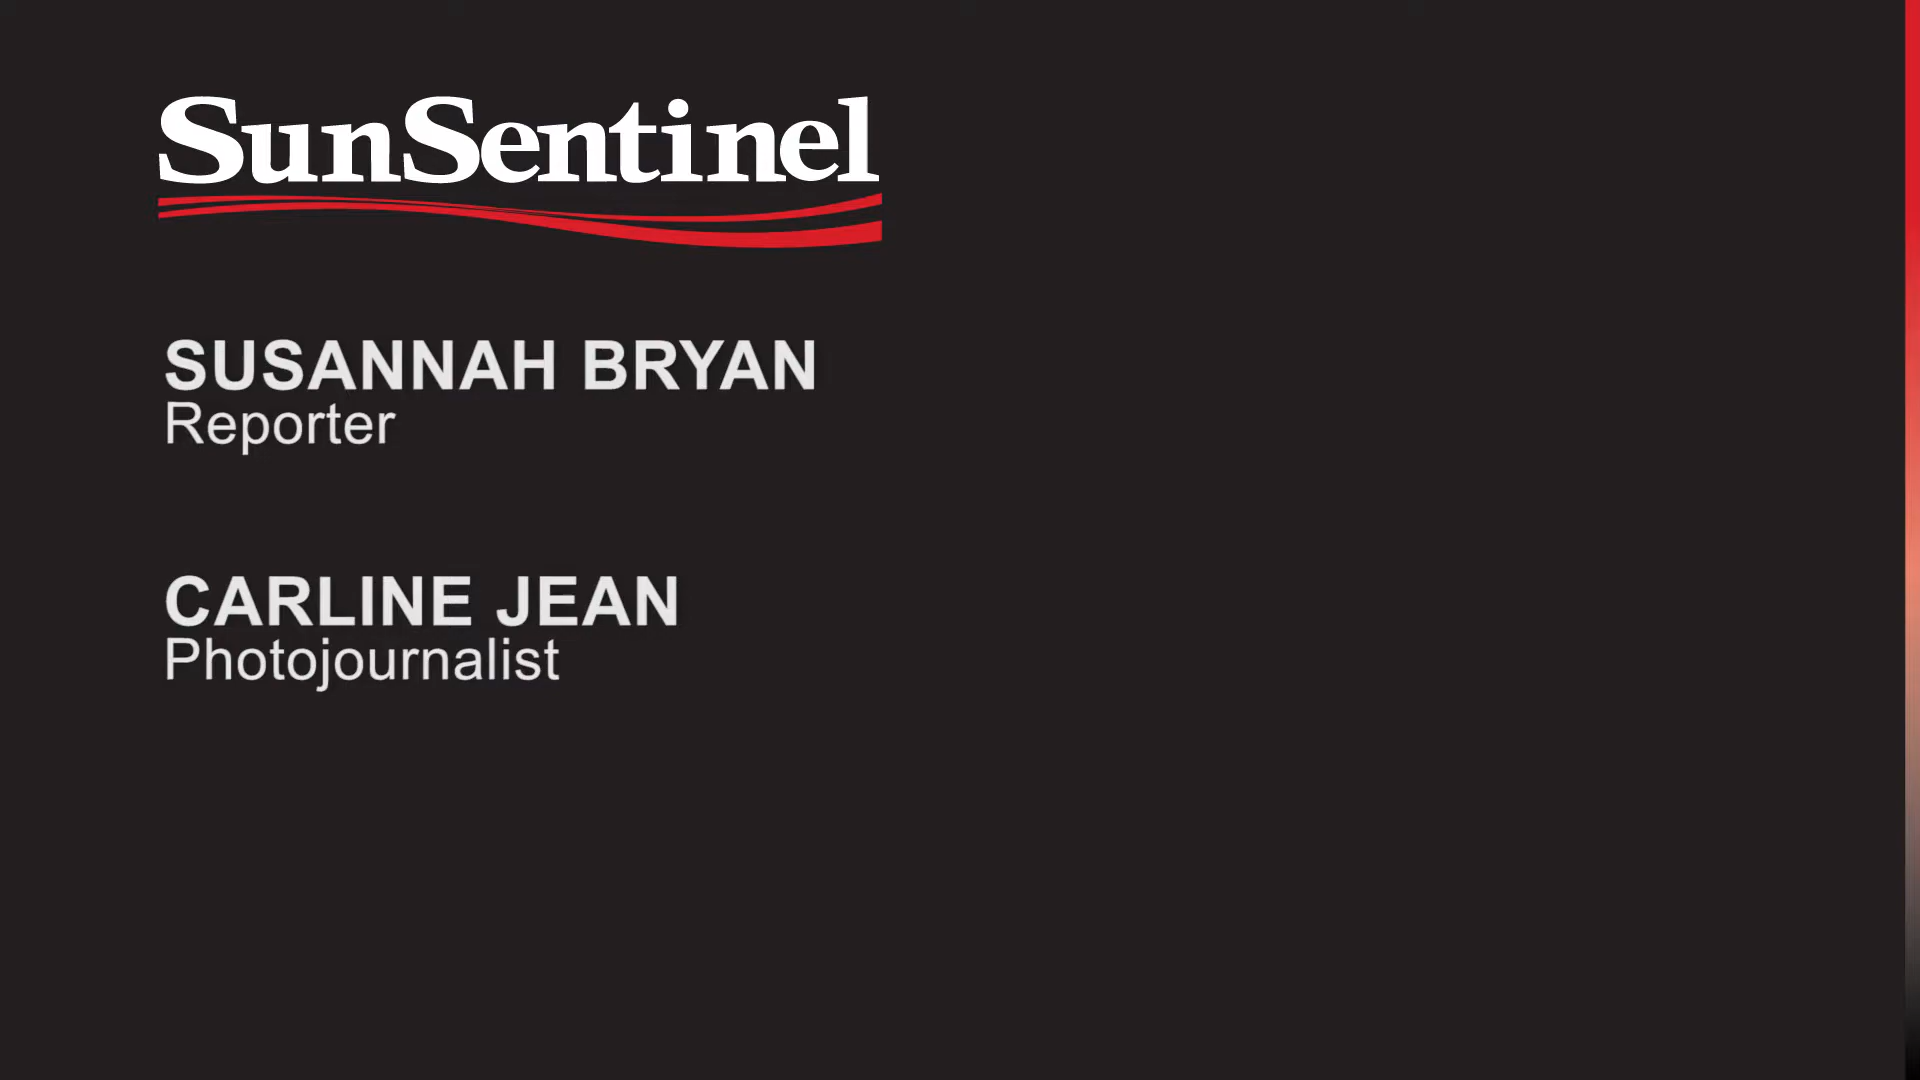 SunSentinel
SUSANNAH BRYAN
Reporter
CARLINE JEAN
Photojournalist